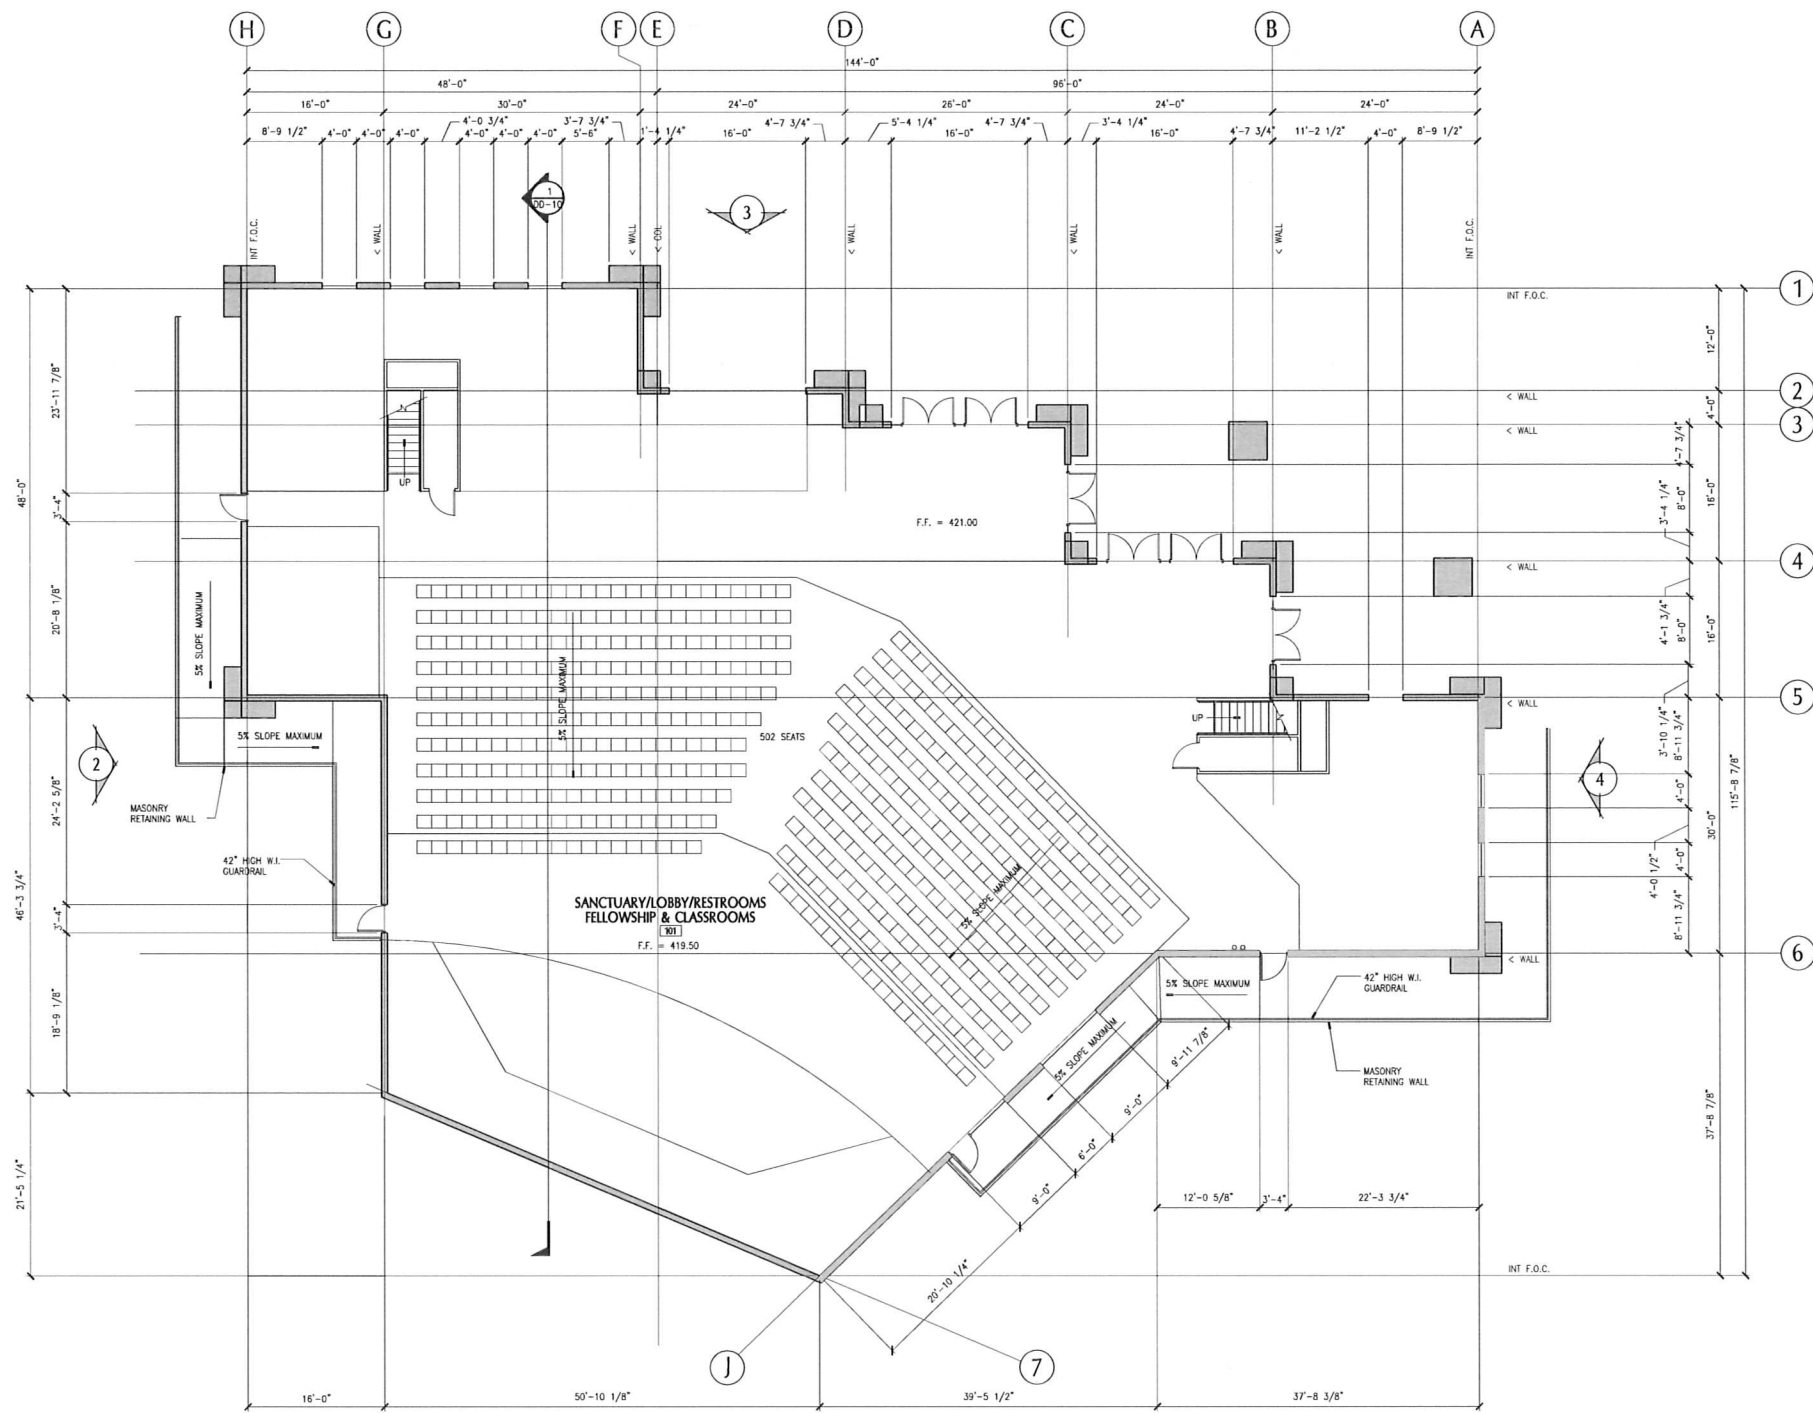 H G F E D C B A
144'-0"
48'-0" 96'-0"
16'-0" 30'-0" 24'-0" 26'-0" 24'-0" 24'-0"
4'-0 3/4" 3'-7 3/4" 4'-7 3/4" 5'-4 1/4" 4'-7 3/4" 3'-4 1/4"
8'-9 1/2" 4'-0" 4'-0" 4'-0" 4'-0" 4'-0" 4'-0" 5'-6" 1'-4 1/4" 16'-0" 16'-0" 16'-0" 4'-7 3/4" 11'-2 1/2" 4'-0" 8'-9 1/2"
1
DD-10
3
INT F.O.C.
< WALL
< WALL
< COL
< WALL
< WALL
< WALL
INT F.O.C.
1
INT F.O.C.
12'-0"
2
< WALL
4'-0"
3
< WALL
4'-7 3/4"
8'-0"
3'-4 1/4"
16'-0"
4
< WALL
4'-1 3/4"
8'-0"
16'-0"
5
< WALL
3'-10 1/4"
8'-11 3/4"
4'-0"
115'-8 7/8"
30'-0"
4'-0 1/2"
4'-0"
8'-11 3/4"
6
< WALL
37'-8 7/8"
INT F.O.C.
23'-11 7/8"
48'-0"
3'-4"
20'-8 1/8"
24'-2 5/8"
46'-3 3/4"
3'-4"
18'-9 1/8"
21'-5 1/4"
UP
F.F. = 421.00
5% SLOPE MAXIMUM
5% SLOPE MAXIMUM
502 SEATS
UP
5% SLOPE MAXIMUM
2
4
MASONRY
RETAINING WALL
42" HIGH W.I.
GUARDRAIL
SANCTUARY/LOBBY/RESTROOMS
FELLOWSHIP & CLASSROOMS
101
F.F. = 419.50
5% SLOPE MAXIMUM
5% SLOPE MAXIMUM
42" HIGH W.I.
GUARDRAIL
5% SLOPE MAXIMUM
MASONRY
RETAINING WALL
9'-11 7/8"
9'-0"
6'-0"
9'-0"
20'-10 1/4"
12'-0 5/8" 3'-4" 22'-3 3/4"
J 7
16'-0" 50'-10 1/8" 39'-5 1/2" 37'-8 3/8"